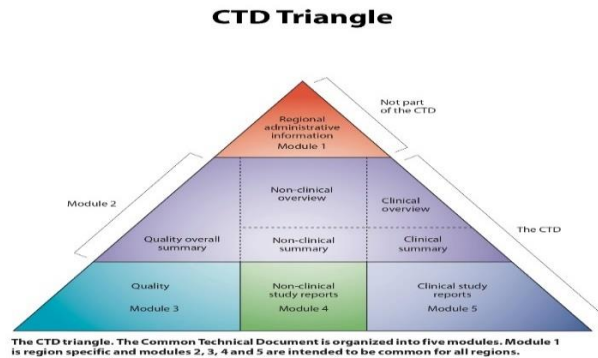 CTD Triangle
Not part
of the CTD
Regional
administrative
information
Module 1
Module 2
Non-clinical
overview
Clinical
overview
The CTD
Quality overall
summary
Non-clinical
summary
Clinical
summary
Quality
Module 3
Non-clinical
study reports
Module 4
Clinical study
reports
Module 5
The CTD triangle. The Common Technical Document is organized into five modules. Module 1
is region specific and modules 2, 3, 4 and 5 are intended to be common for all regions.